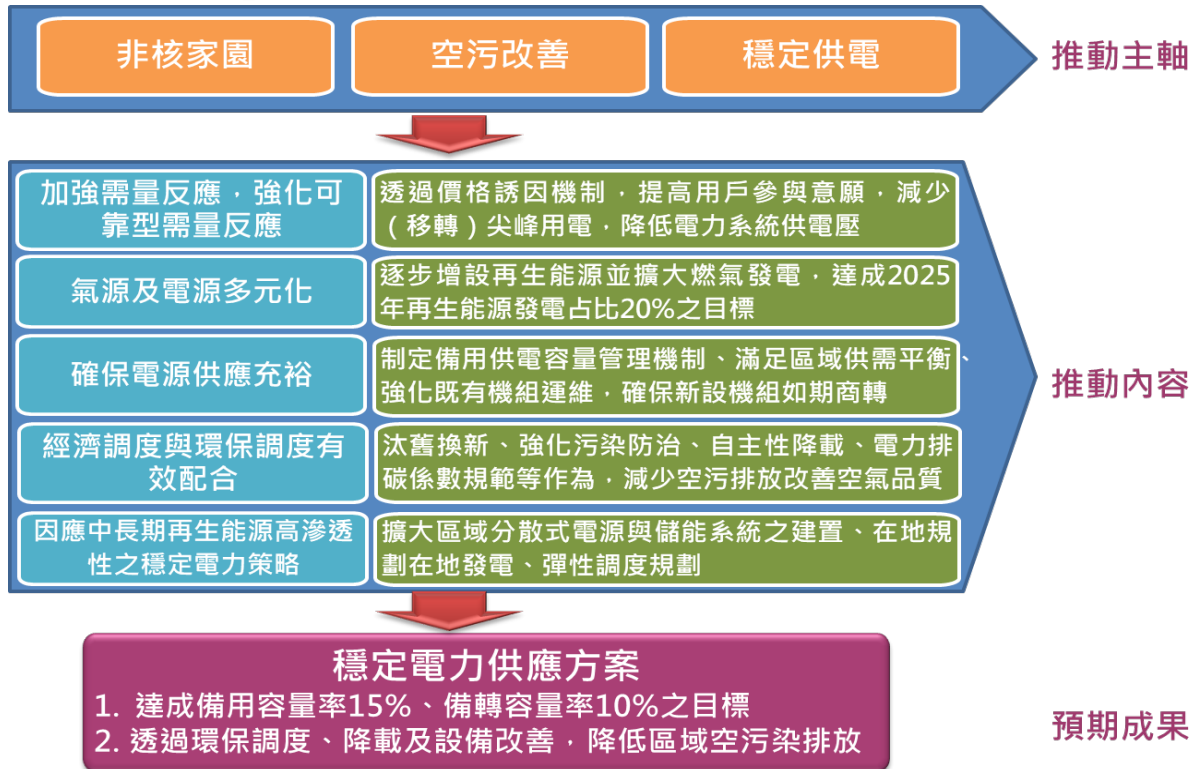 非核家園
空污改善
穩定供電
推動主軸
加強需量反應，強化可
靠型需量反應
透過價格誘因機制，提高用戶參與意願，減少
（移轉）尖峰用電，降低電力系統供電壓
氣源及電源多元化
逐步增設再生能源並擴大燃氣發電，達成2025
年再生能源發電占比20%之目標
確保電源供應充裕
制定備用供電容量管理機制、滿足區域供需平衡、
強化既有機組運維，確保新設機組如期商轉
經濟調度與環保調度有
效配合
汰舊換新、強化污染防治、自主性降載、電力排
碳係數規範等作為，減少空污排放改善空氣品質
因應中長期再生能源高滲透
性之穩定電力策略
擴大區域分散式電源與儲能系統之建置、在地規
劃在地發電、彈性調度規劃
推動內容
穩定電力供應方案
1. 達成備用容量率15%、備轉容量率10%之目標
2. 透過環保調度、降載及設備改善，降低區域空污染排放
預期成果